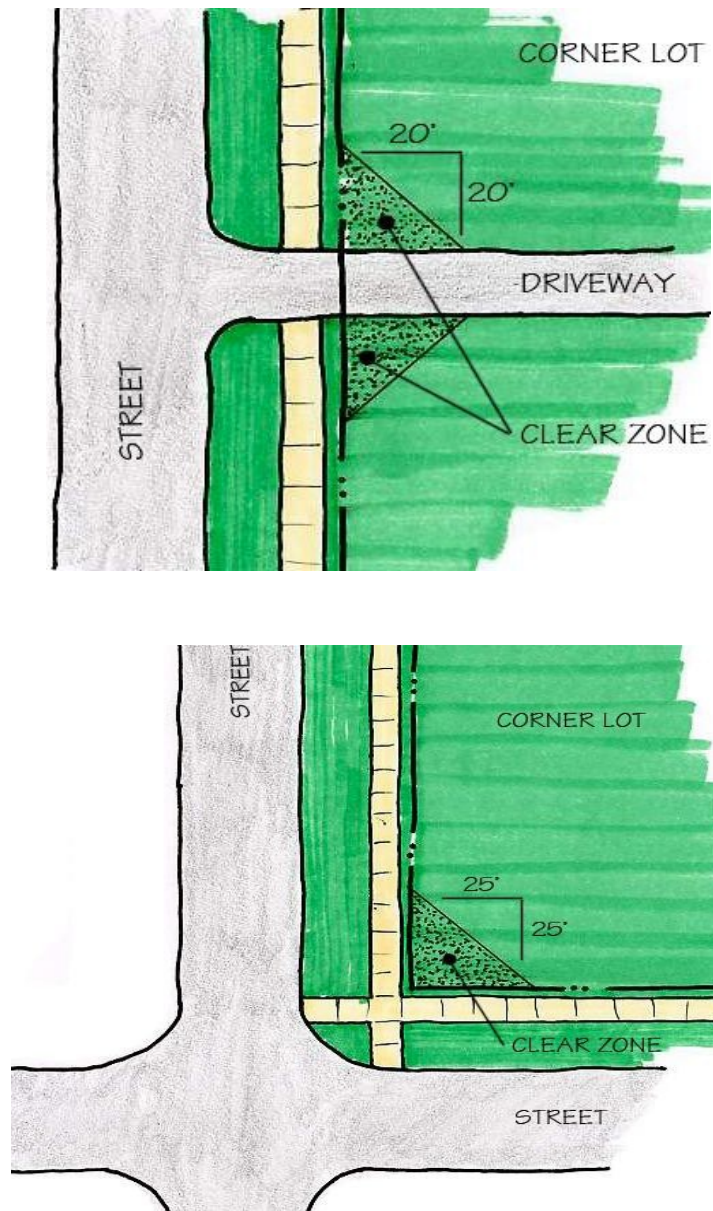 CORNER LOT
20'
20'
DRIVEWAY
STREET
CLEAR ZONE
STREET
CORNER LOT
25'
25'
CLEAR ZONE
STREET